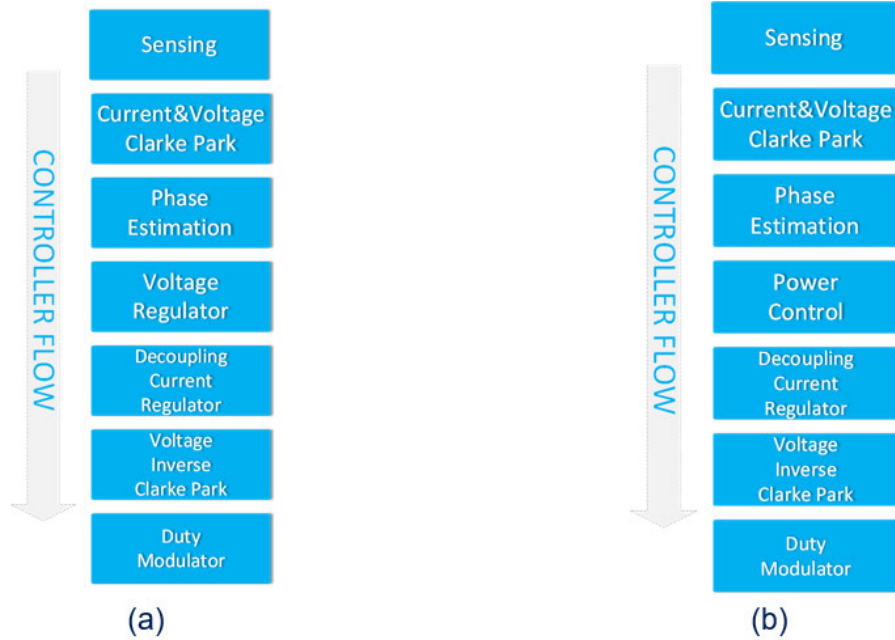 Sensing
Current&Voltage
Clarke Park
Phase
Estimation
Voltage
Regulator
Decoupling
Current
Regulator
Voltage
Inverse
Clarke Park
Duty
Modulator
CONTROLLER FLOW
(a)
Sensing
Current&Voltage
Clarke Park
Phase
Estimation
Power
Control
Decoupling
Current
Regulator
Voltage
Inverse
Clarke Park
Duty
Modulator
CONTROLLER FLOW
(b)